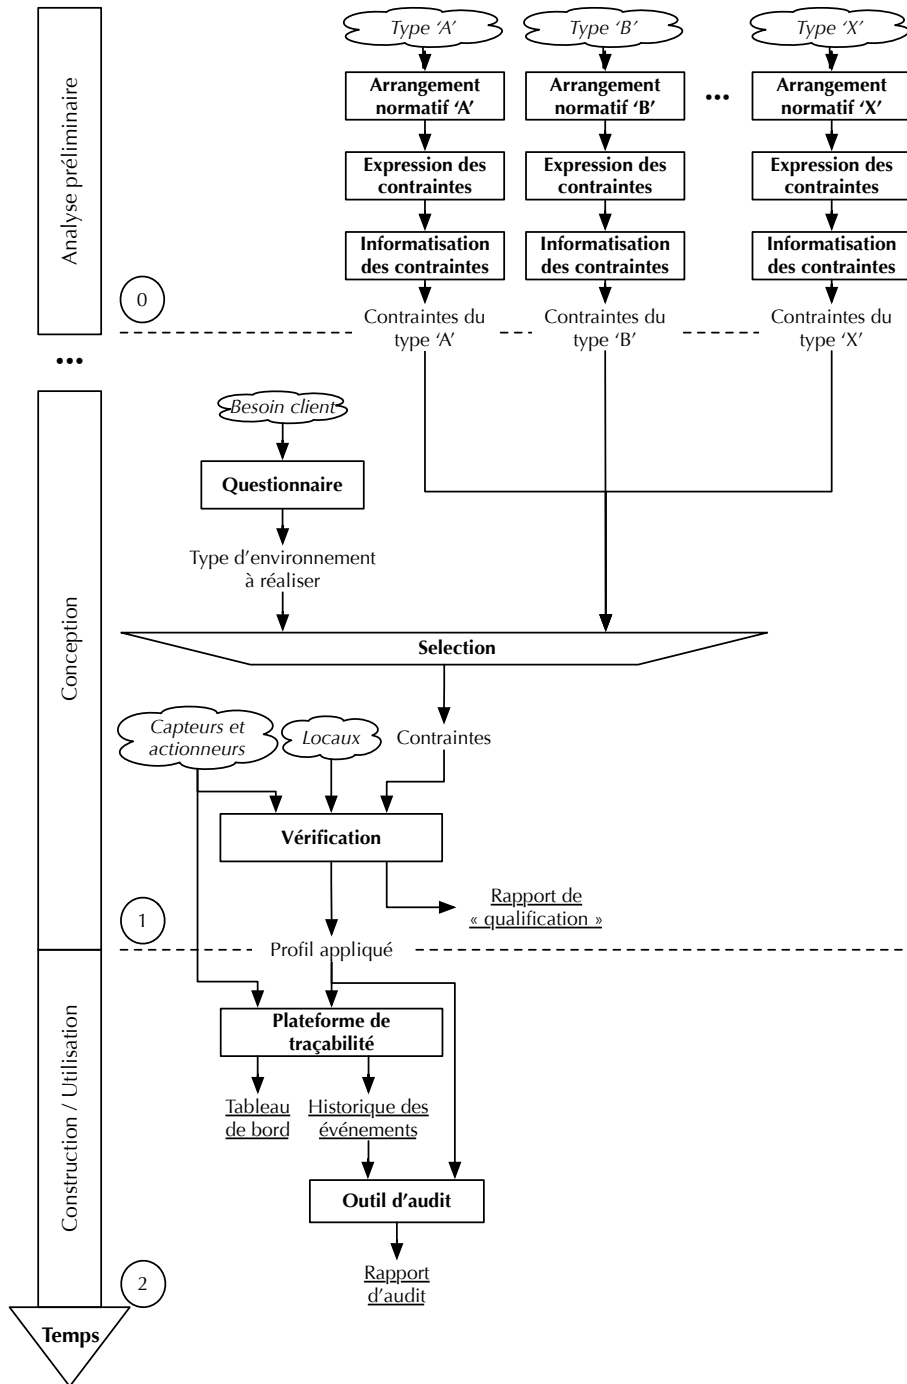 Analyse préliminaire
Type ‘A’
Type ‘B’
Type ‘X’
Arrangement
normatif ‘A’
Arrangement
normatif ‘B’
...
Arrangement
normatif ‘X’
Expression des
contraintes
Expression des
contraintes
Expression des
contraintes
Informatisation
des contraintes
Informatisation
des contraintes
Informatisation
des contraintes
0
Contraintes du
type ‘A’
Contraintes du
type ‘B’
Contraintes du
type ‘X’
...
Conception
Besoin client
Questionnaire
Type d’environnement
à réaliser
Selection
Capteurs et
actionneurs
Locaux
Contraintes
Vérification
Rapport de
« qualification »
1
Profil appliqué
Construction / Utilisation
Plateforme de
traçabilité
Tableau
de bord
Historique des
événements
Outil d’audit
Rapport
d’audit
2
Temps